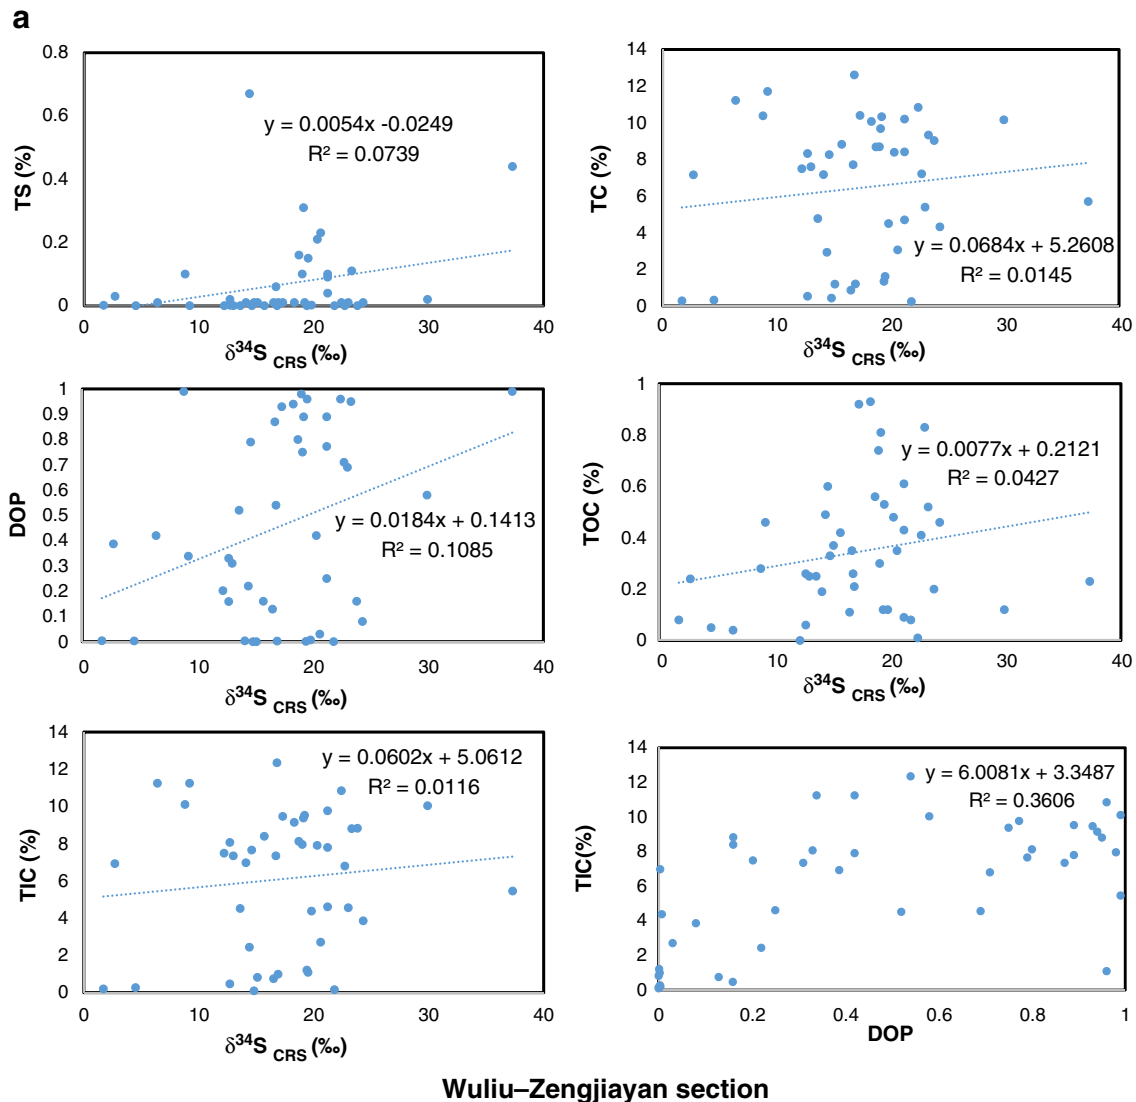 a
0.8
0.6
0.4
0.2
0
TS (%)
y = 0.0054x -0.0249
R² = 0.0739
0 10 20 30 40
δ³⁴S CRS (‰)
14
12
10
8
6
4
2
0
TC (%)
y = 0.0684x + 5.2608
R² = 0.0145
0 10 20 30 40
δ³⁴S CRS (‰)
1
0.9
0.8
0.7
0.6
0.5
0.4
0.3
0.2
0.1
0
DOP
y = 0.0184x + 0.1413
R² = 0.1085
0 10 20 30 40
δ³⁴S CRS (‰)
1
0.8
0.6
0.4
0.2
0
TOC (%)
y = 0.0077x + 0.2121
R² = 0.0427
0 10 20 30 40
δ³⁴S CRS (‰)
14
12
10
8
6
4
2
0
TIC (%)
y = 0.0602x + 5.0612
R² = 0.0116
0 10 20 30 40
δ³⁴S CRS (‰)
14
12
10
8
6
4
2
0
TIC(%)
y = 6.0081x + 3.3487
R² = 0.3606
0 0.2 0.4 0.6 0.8 1
DOP
Wuliu–Zengjiayan section